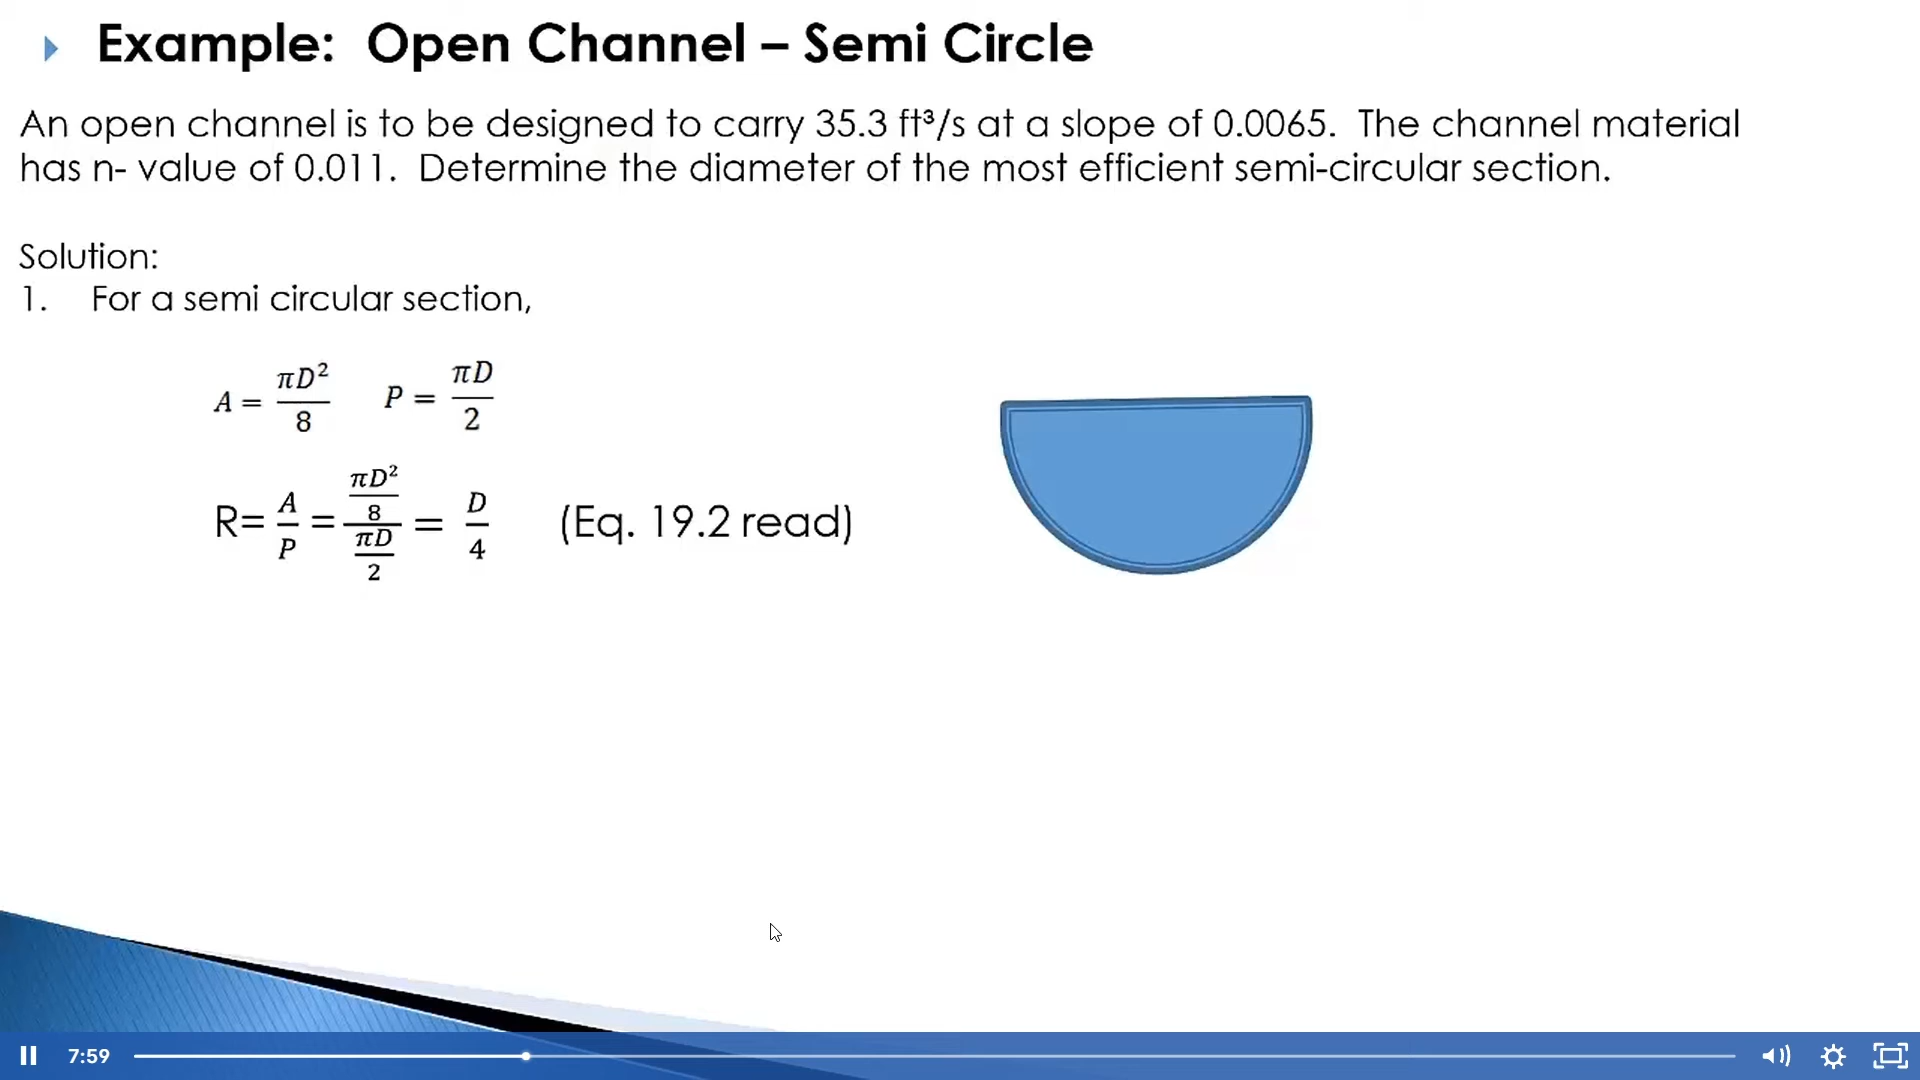 Example: Open Channel – Semi Circle
An open channel is to be designed to carry 35.3 ft³/s at a slope of 0.0065. The channel material
has n- value of 0.011. Determine the diameter of the most efficient semi-circular section.
Solution:
1. For a semi circular section,
A = πD²/8 P = πD/2
R= A/P = (πD²/8)/(πD/2) = D/4 (Eq. 19.2 read)
7:59